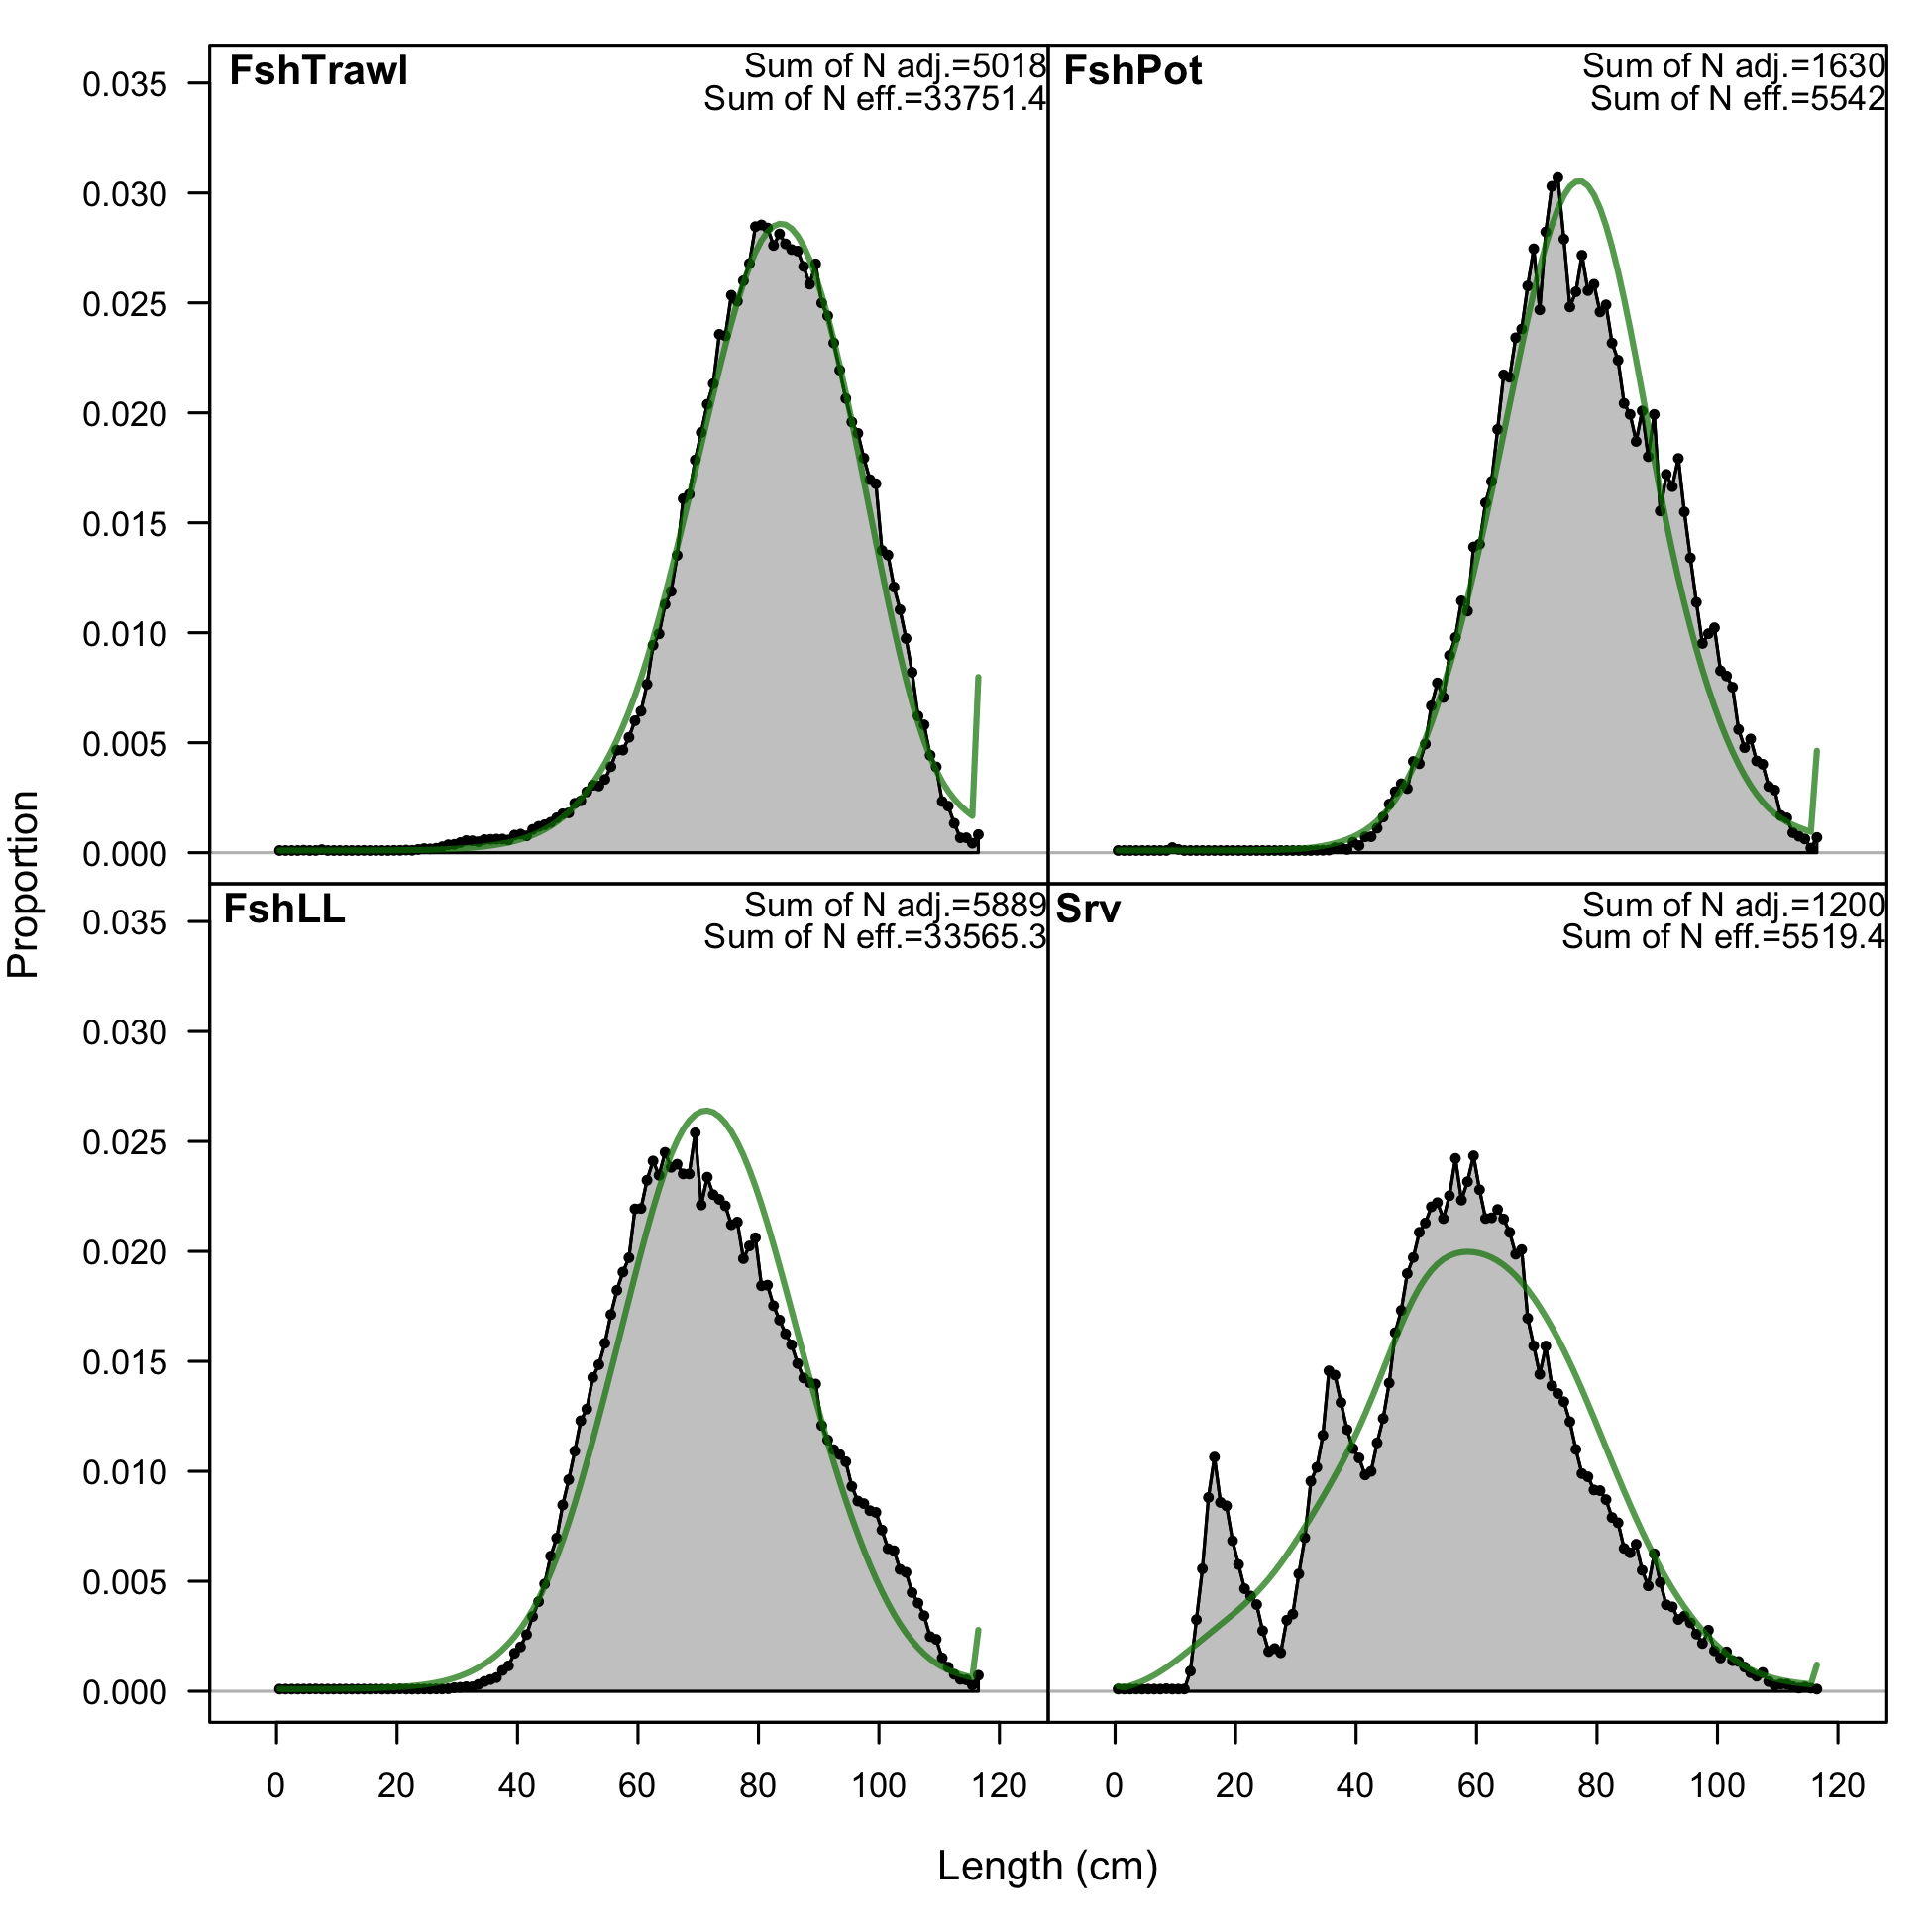 FshTrawl
Sum of N adj.=5018
Sum of N eff.=33751.4
FshPot
Sum of N adj.=1630
Sum of N eff.=5542
0.035
0.030
0.025
0.020
0.015
0.010
0.005
0.000
FshLL
Sum of N adj.=5889
Sum of N eff.=33565.3
Srv
Sum of N adj.=1200
Sum of N eff.=5519.4
0.035
0.030
0.025
0.020
0.015
0.010
0.005
0.000
Proportion
0 20 40 60 80 100 120
0 20 40 60 80 100 120
Length (cm)